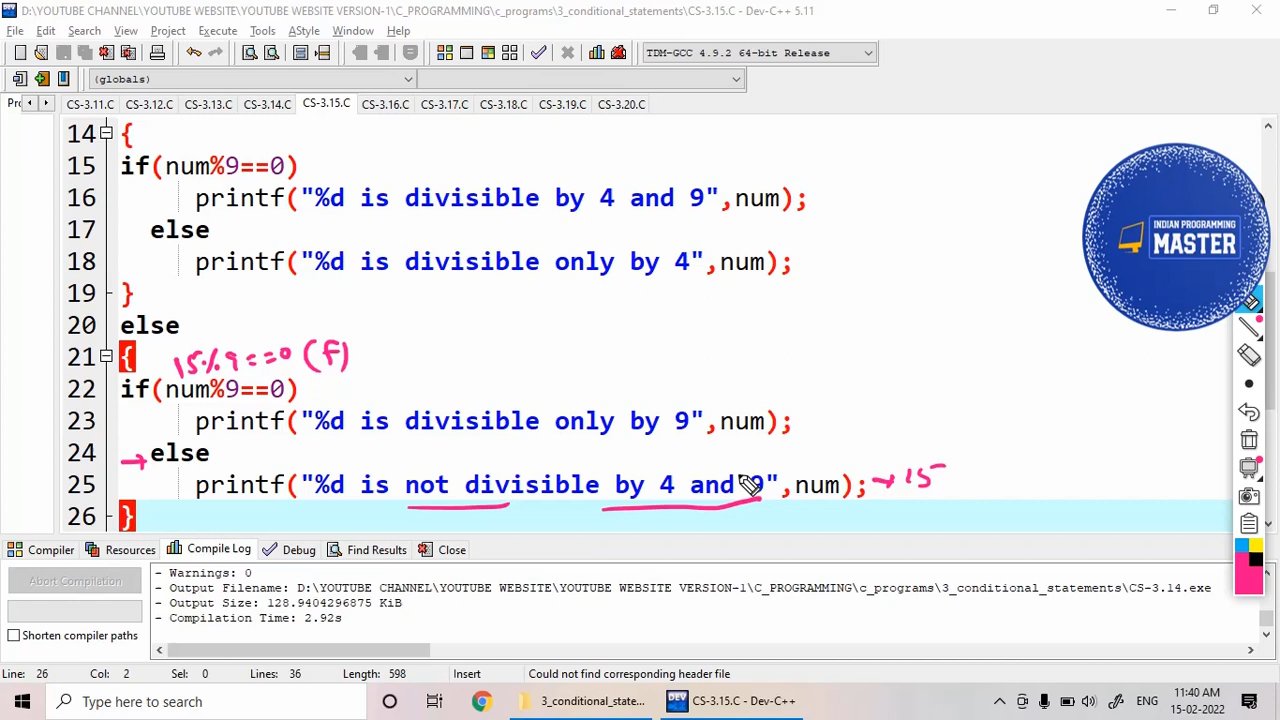 D:\YOUTUBE CHANNEL\YOUTUBE WEBSITE\YOUTUBE WEBSITE VERSION-1\C_PROGRAMMING\c_programs\3_conditional_statements\CS-3.15.C - Dev-C++ 5.11
File Edit Search View Project Execute Tools AStyle Window Help
TDM-GCC 4.9.2 64-bit Release
(globals)
Pr CS-3.11.C CS-3.12.C CS-3.13.C CS-3.14.C CS-3.15.C CS-3.16.C CS-3.17.C CS-3.18.C CS-3.19.C CS-3.20.C
14 {
15 if(num%9==0)
16 printf("%d is divisible by 4 and 9",num);
17 else
18 printf("%d is divisible only by 4",num);
19 }
20 else
21 { 15%9==0 (F)
22 if(num%9==0)
23 printf("%d is divisible only by 9",num);
24 →else
25 printf("%d is not divisible by 4 and 9",num); →15
26 }
INDIAN PROGRAMMING
MASTER
Compiler Resources Compile Log Debug Find Results Close
Abort Compilation
Shorten compiler paths
- Warnings: 0
- Output Filename: D:\YOUTUBE CHANNEL\YOUTUBE WEBSITE\YOUTUBE WEBSITE VERSION-1\C_PROGRAMMING\c_programs\3_conditional_statements\CS-3.14.exe
- Output Size: 128.9404296875 KiB
- Compilation Time: 2.92s
Line: 26 Col: 2 Sel: 0 Lines: 36 Length: 598 Insert Could not find corresponding header file
Type here to search
3_conditional_state...
DEV CS-3.15.C - Dev-C++
ENG
11:40 AM
15-02-2022